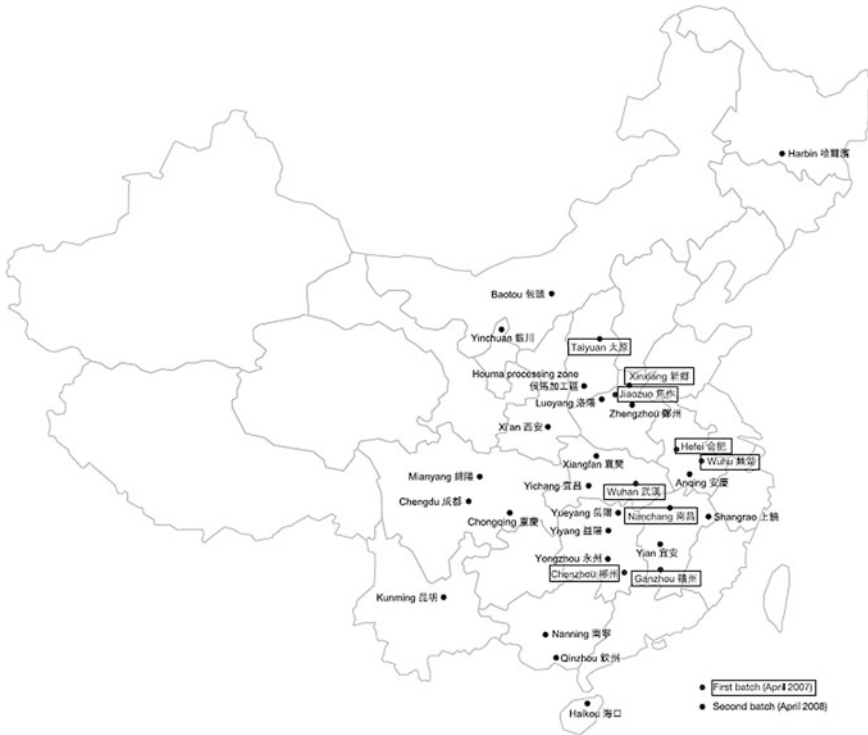 Harbin 哈爾濱
Baotou 包頭
Yinchuan 銀川
Taiyuan 太原
Houma processing zone
侯馬加工區
Xinxiang 新鄉
Jiaozuo 焦作
Luoyang 洛陽
Zhengzhou 鄭州
Xi'an 西安
Hefei 合肥
Xiangfan 襄樊
Wuhu 蕪湖
Mianyang 綿陽
Anqing 安慶
Yichang 宜昌
Wuhan 武漢
Chengdu 成都
Chongqing 重慶
Yueyang 岳陽
Nanchang 南昌
Shangrao 上饒
Yiyang 益陽
Yian 宜安
Yongzhou 永州
Chenzhou 郴州
Ganzhou 贛州
Kunming 昆明
Nanning 南寧
Qinzhou 欽州
First batch (April 2007)
Haikou 海口
Second batch (April 2008)